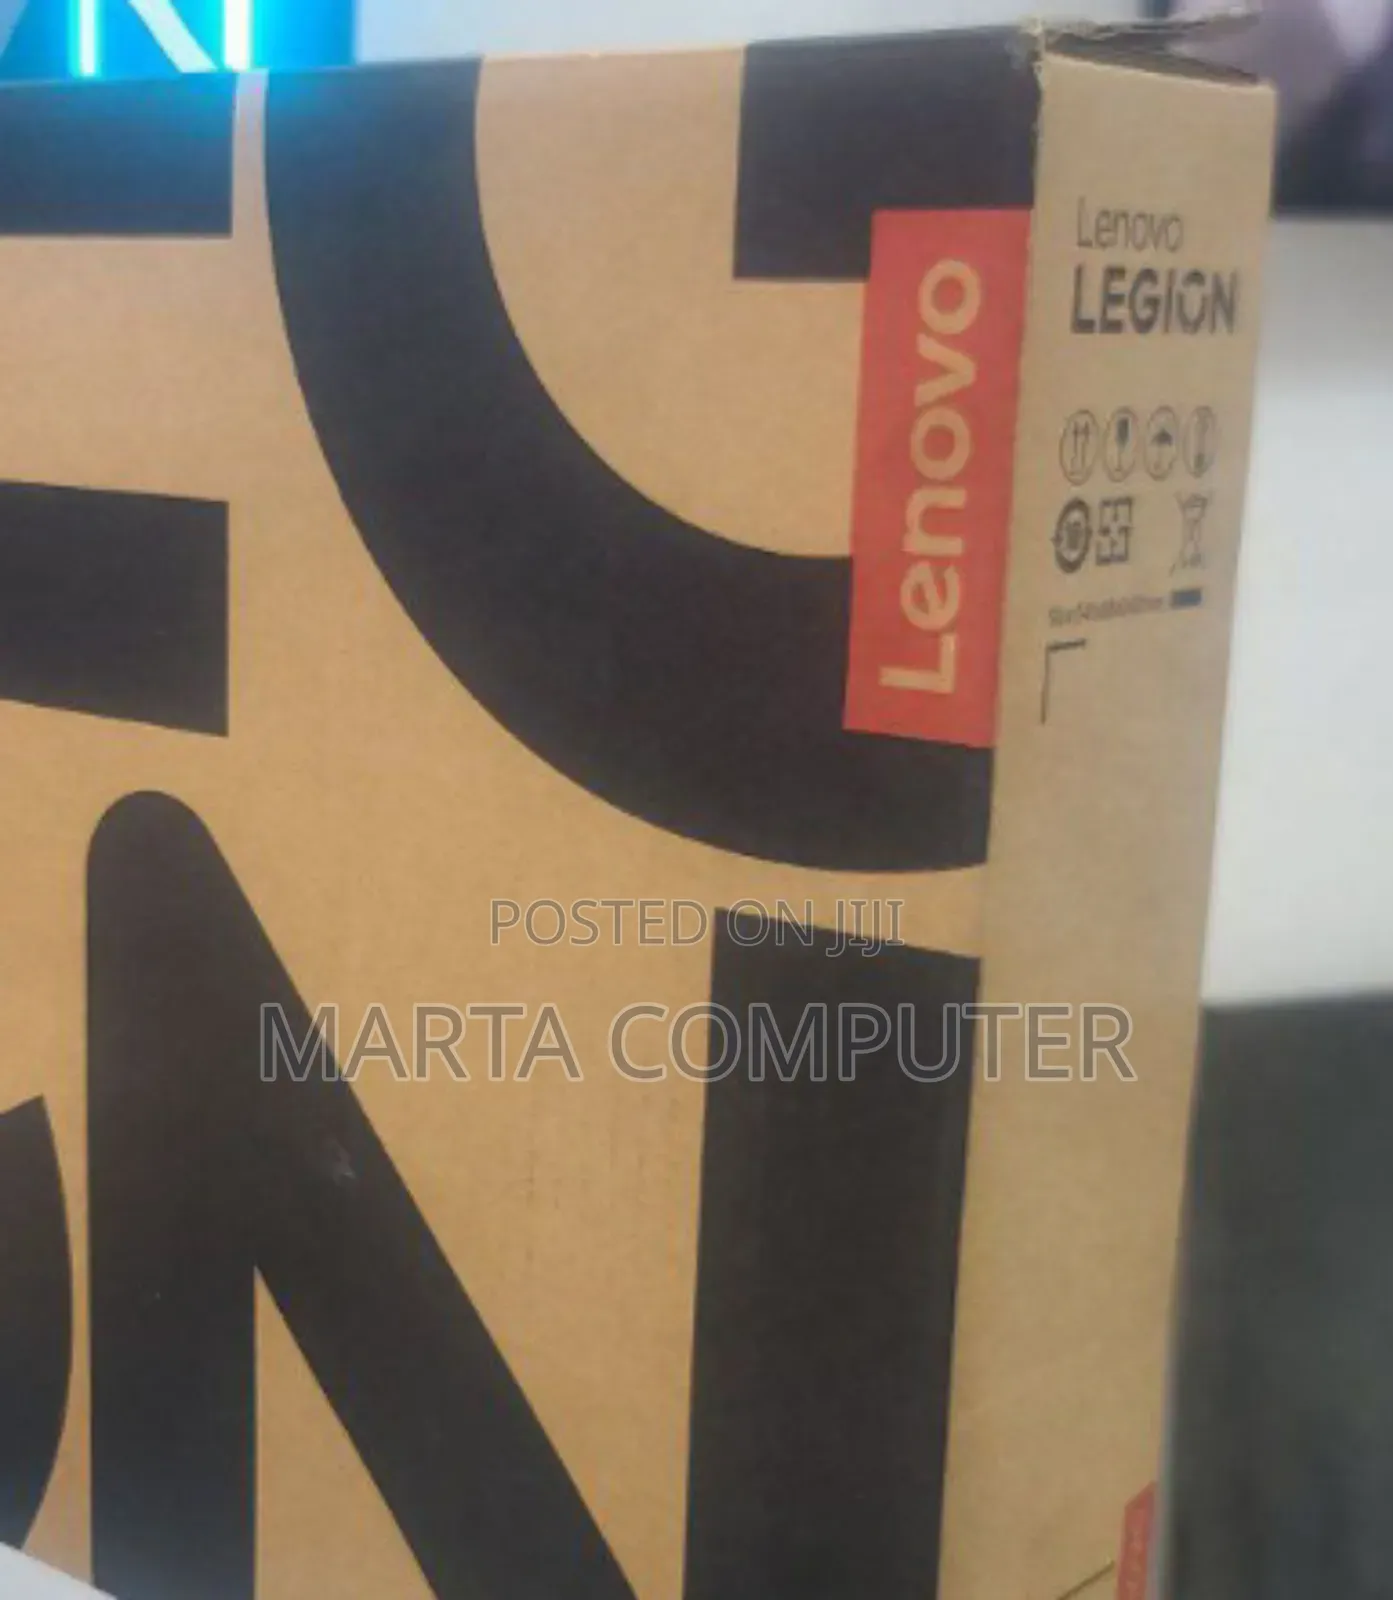 Lenovo
Lenovo
LEGION
POSTED ON JIJI
MARTA COMPUTER